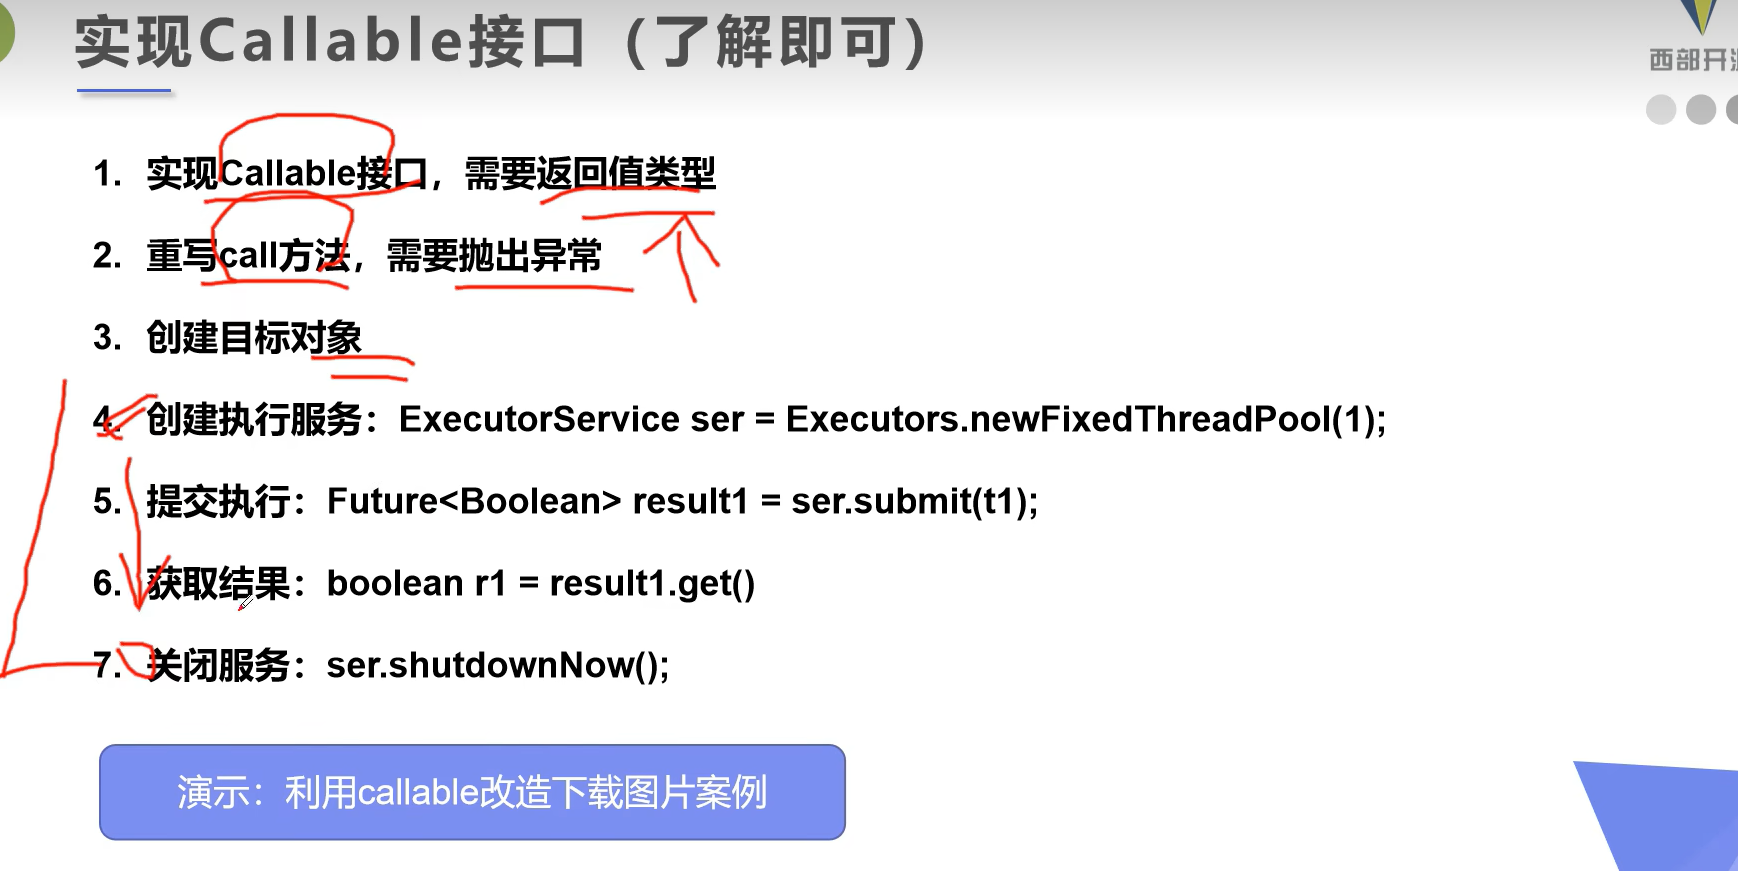 实现Callable接口（了解即可）
西部开
1. 实现Callable接口，需要返回值类型
2. 重写call方法，需要抛出异常
3. 创建目标对象
4. 创建执行服务：ExecutorService ser = Executors.newFixedThreadPool(1);
5. 提交执行：Future<Boolean> result1 = ser.submit(t1);
6. 获取结果：boolean r1 = result1.get()
7. 关闭服务：ser.shutdownNow();
演示：利用callable改造下载图片案例